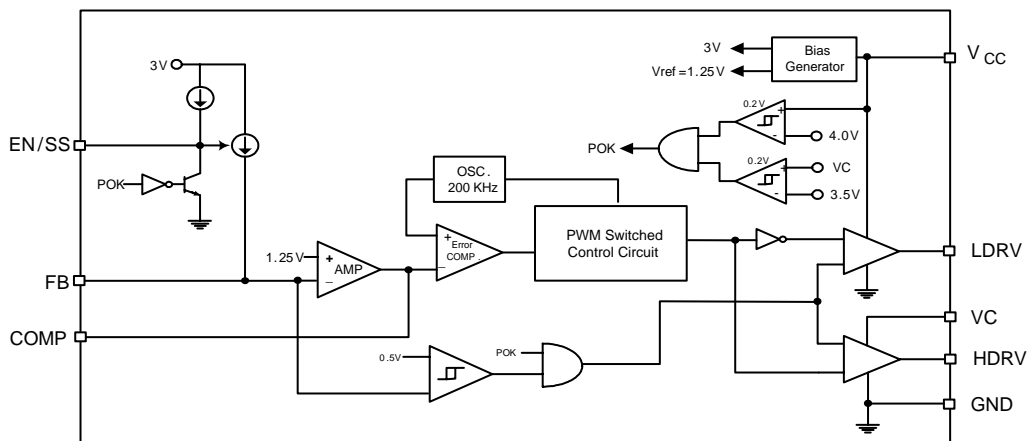 3V
Bias
Generator
V CC
3V
Vref=1.25V
0.2V
+
-
4.0V
EN/SS
POK
0.2V
+
-
VC
3.5V
POK
OSC.
200 KHz
+
Error
COMP.
–
PWM Switched
Control Circuit
1.25V
+
AMP
–
LDRV
FB
COMP
VC
0.5V
POK
HDRV
GND